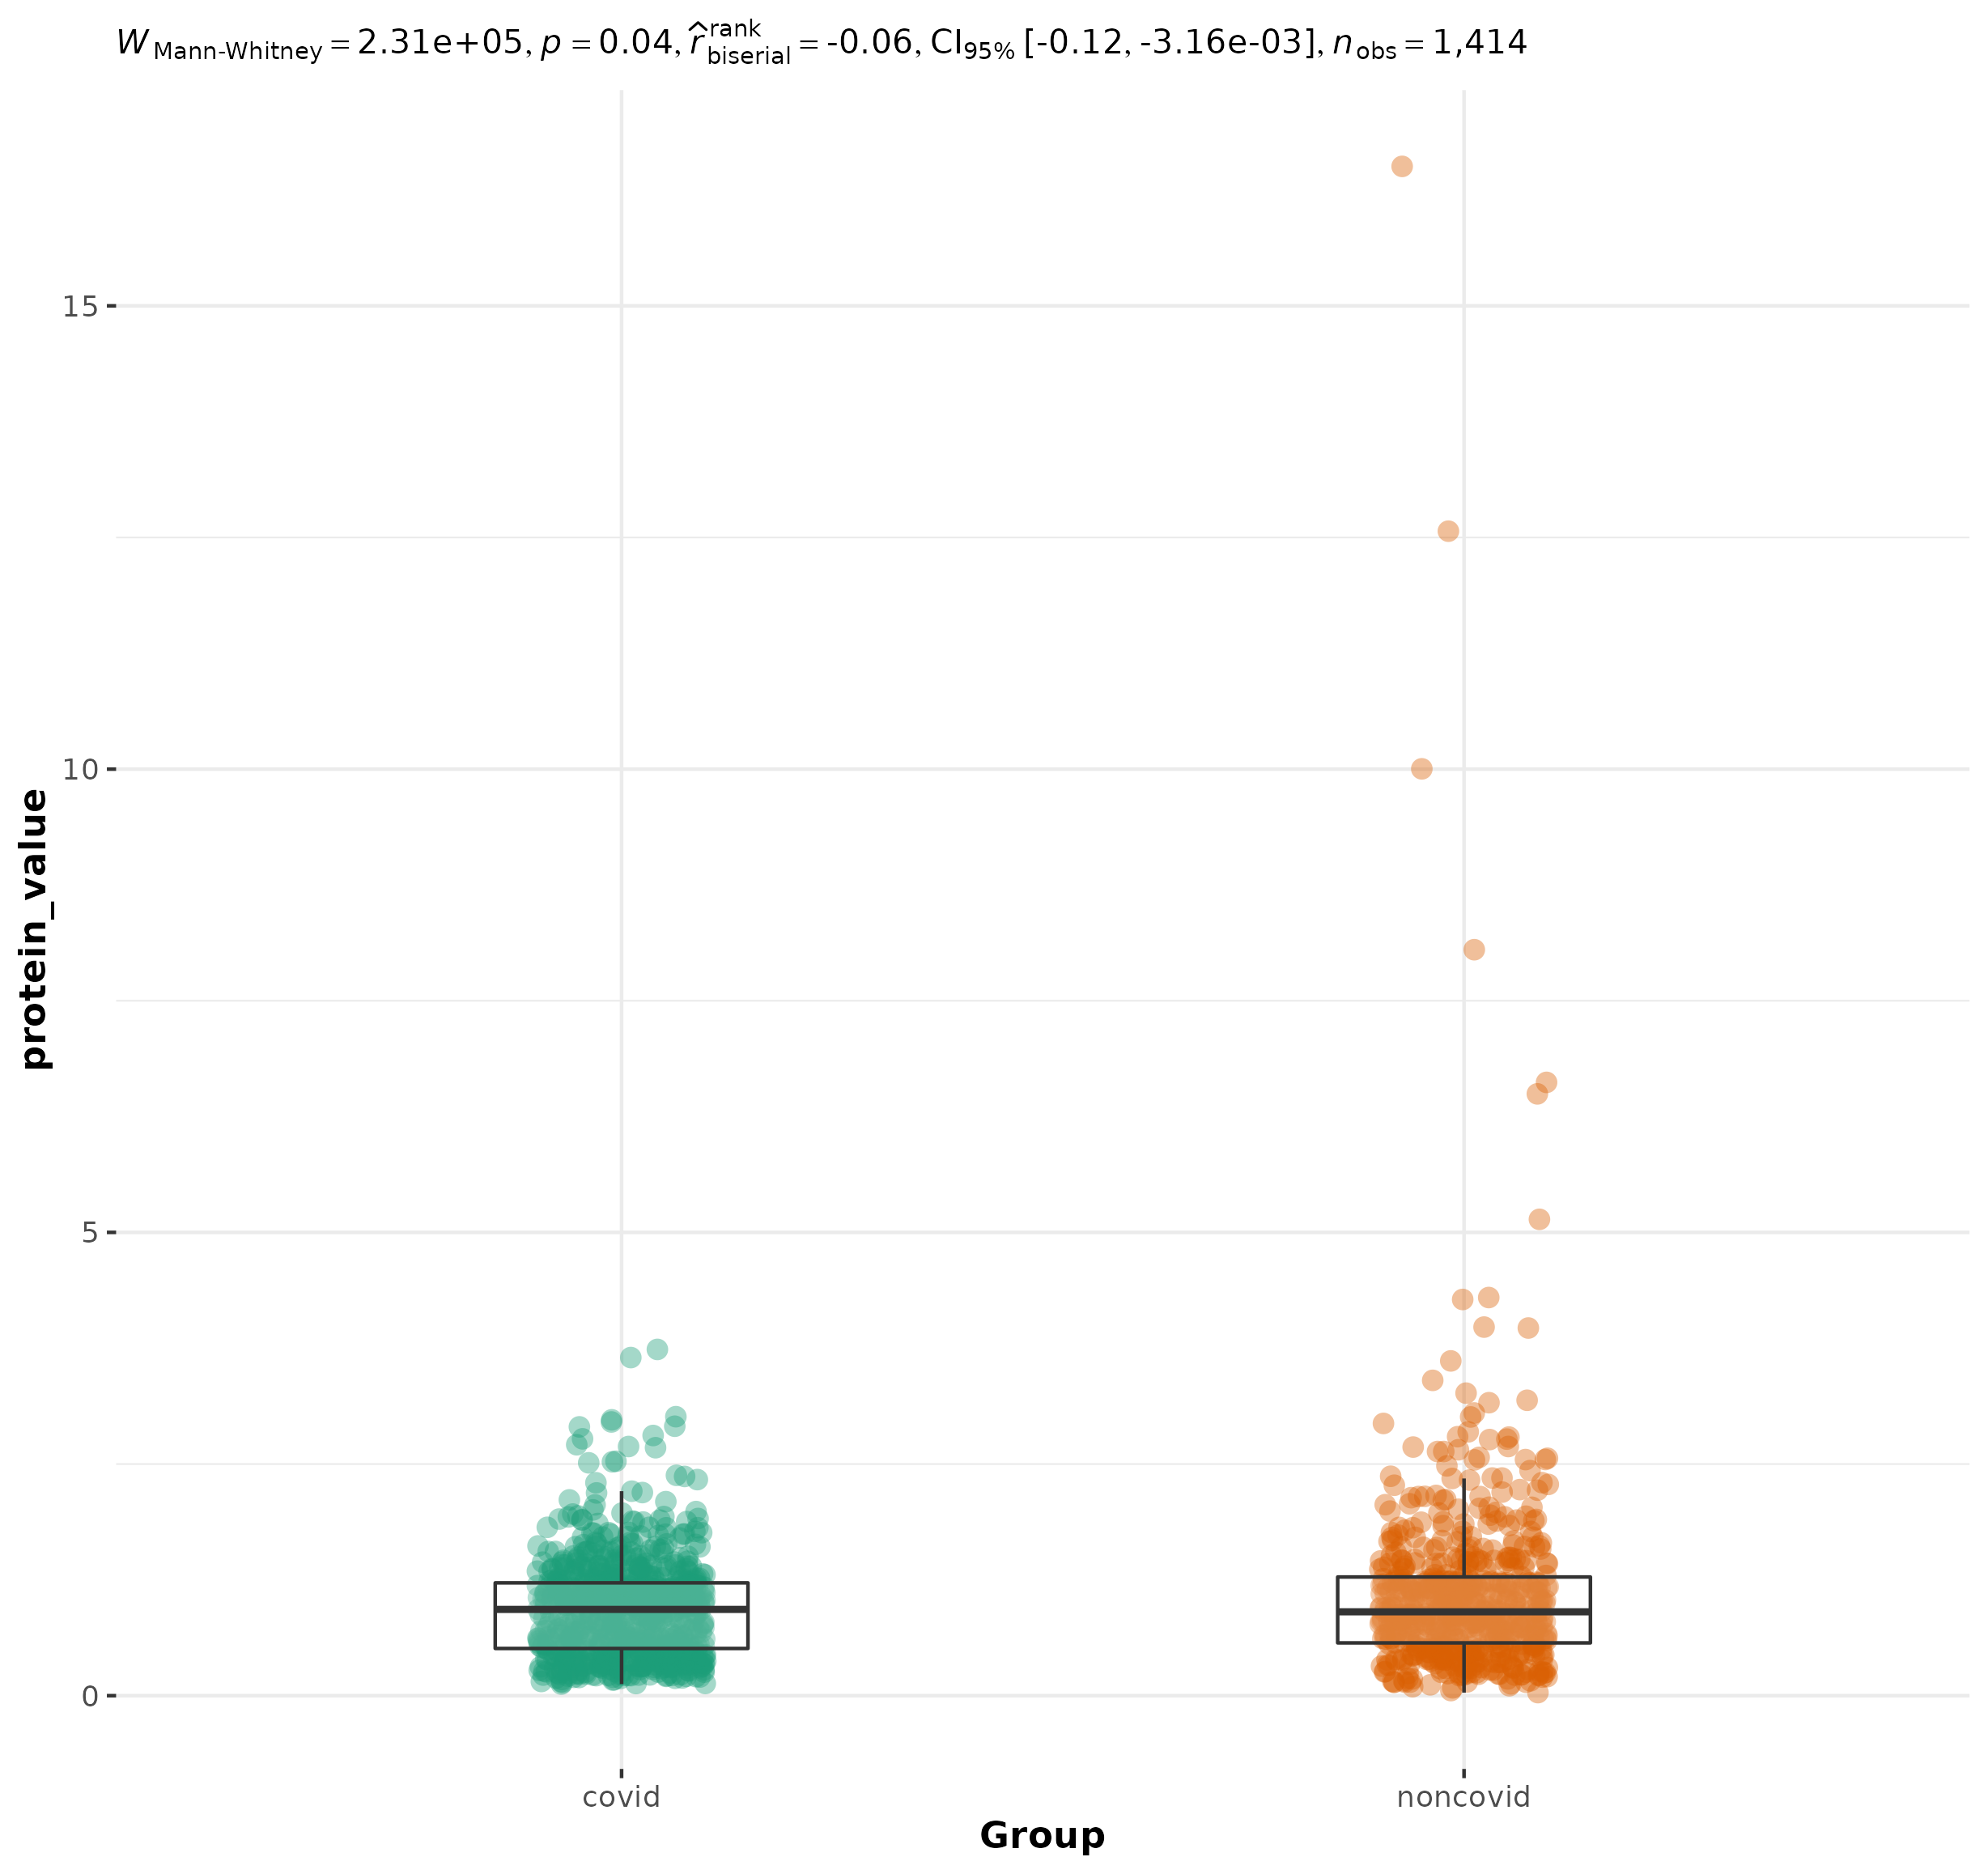 W Mann-Whitney = 2.31e+05, p = 0.04, r̂ rank biserial = -0.06, CI95% [-0.12, -3.16e-03], n obs = 1,414
15
10
5
0
protein_value
covid noncovid
Group